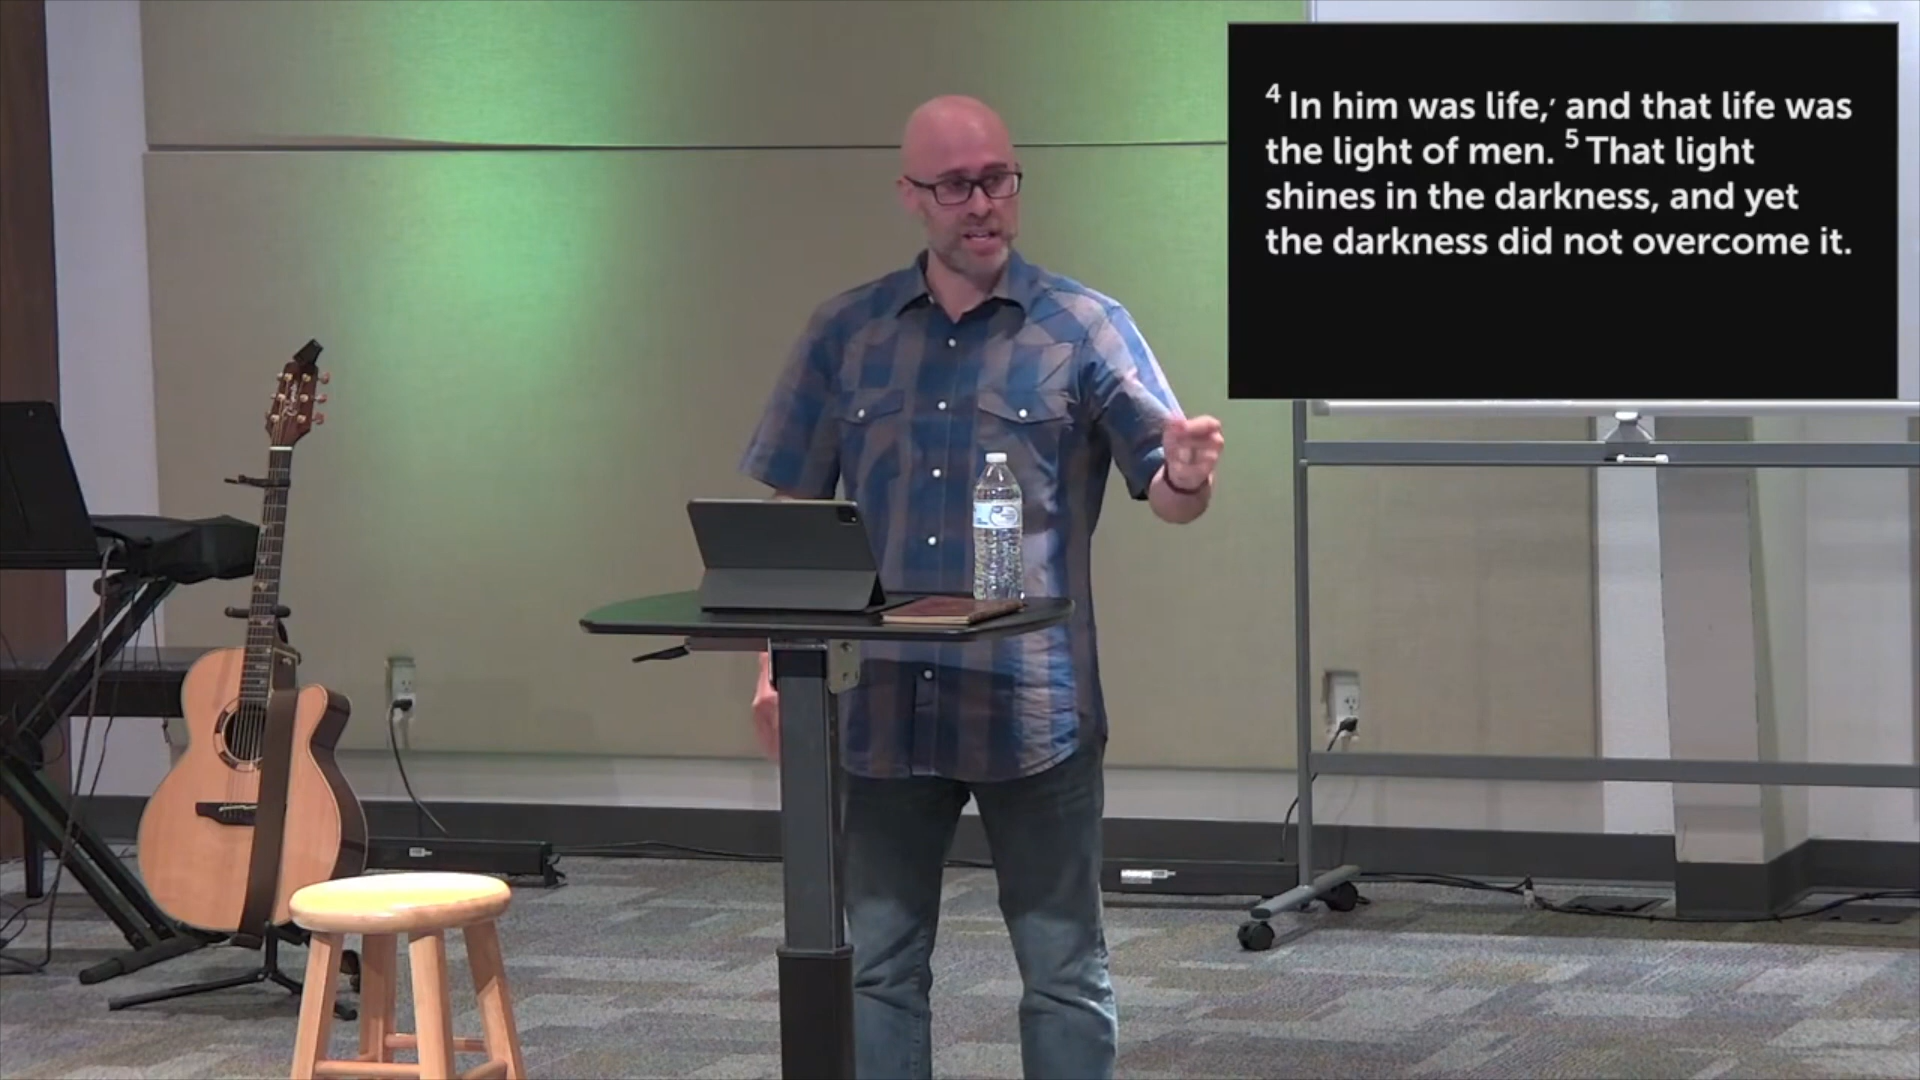 ⁴ In him was life,′ and that life was
the light of men. ⁵ That light
shines in the darkness, and yet
the darkness did not overcome it.